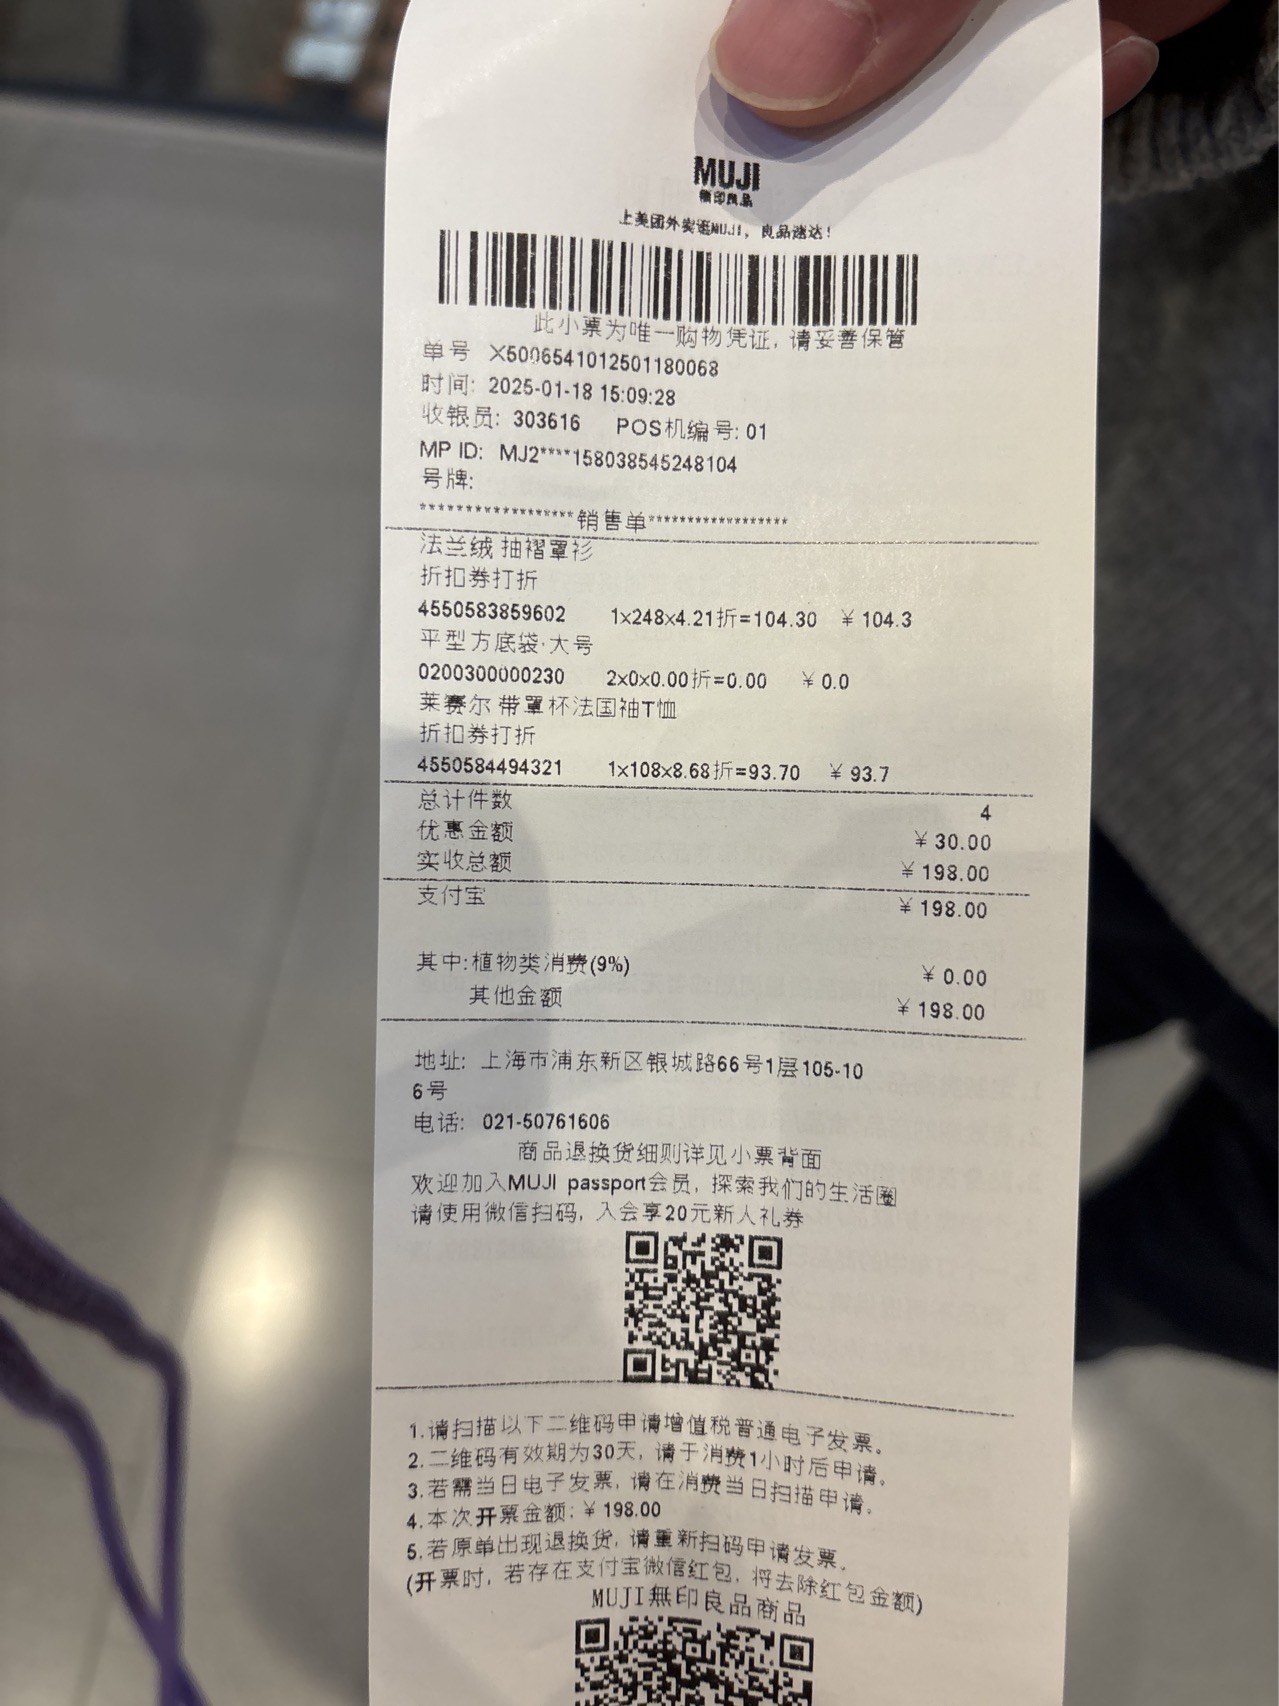 MUJI
無印良品
上美团外卖逛MUJI，良品速达！
此小票为唯一购物凭证，请妥善保管
单号 X5006541012501180068
时间: 2025-01-18 15:09:28
收银员: 303616 POS机编号: 01
MP ID: MJ2****158038545248104
号牌:
******************销售单******************
法兰绒 抽褶罩衫
折扣券打折
4550583859602 1×248×4.21折=104.30 ￥104.3
平型方底袋·大号
0200300000230 2×0×0.00折=0.00 ￥0.0
莱赛尔 带罩杯法国袖T恤
折扣券打折
4550584494321 1×108×8.68折=93.70 ￥93.7
总计件数 4
优惠金额 ￥30.00
实收总额 ￥198.00
支付宝 ￥198.00
其中:植物类消费(9%) ￥0.00
其他金额 ￥198.00
地址: 上海市浦东新区银城路66号1层105-10
6号
电话: 021-50761606
商品退换货细则详见小票背面
欢迎加入MUJI passport会员，探索我们的生活圈
请使用微信扫码，入会享20元新人礼券
1.请扫描以下二维码申请增值税普通电子发票。
2.二维码有效期为30天，请于消费1小时后申请。
3.若需当日电子发票，请在消费当日扫描申请。
4.本次开票金额:￥198.00
5.若原单出现退换货，请重新扫码申请发票。
(开票时，若存在支付宝微信红包，将去除红包金额)
MUJI無印良品商品